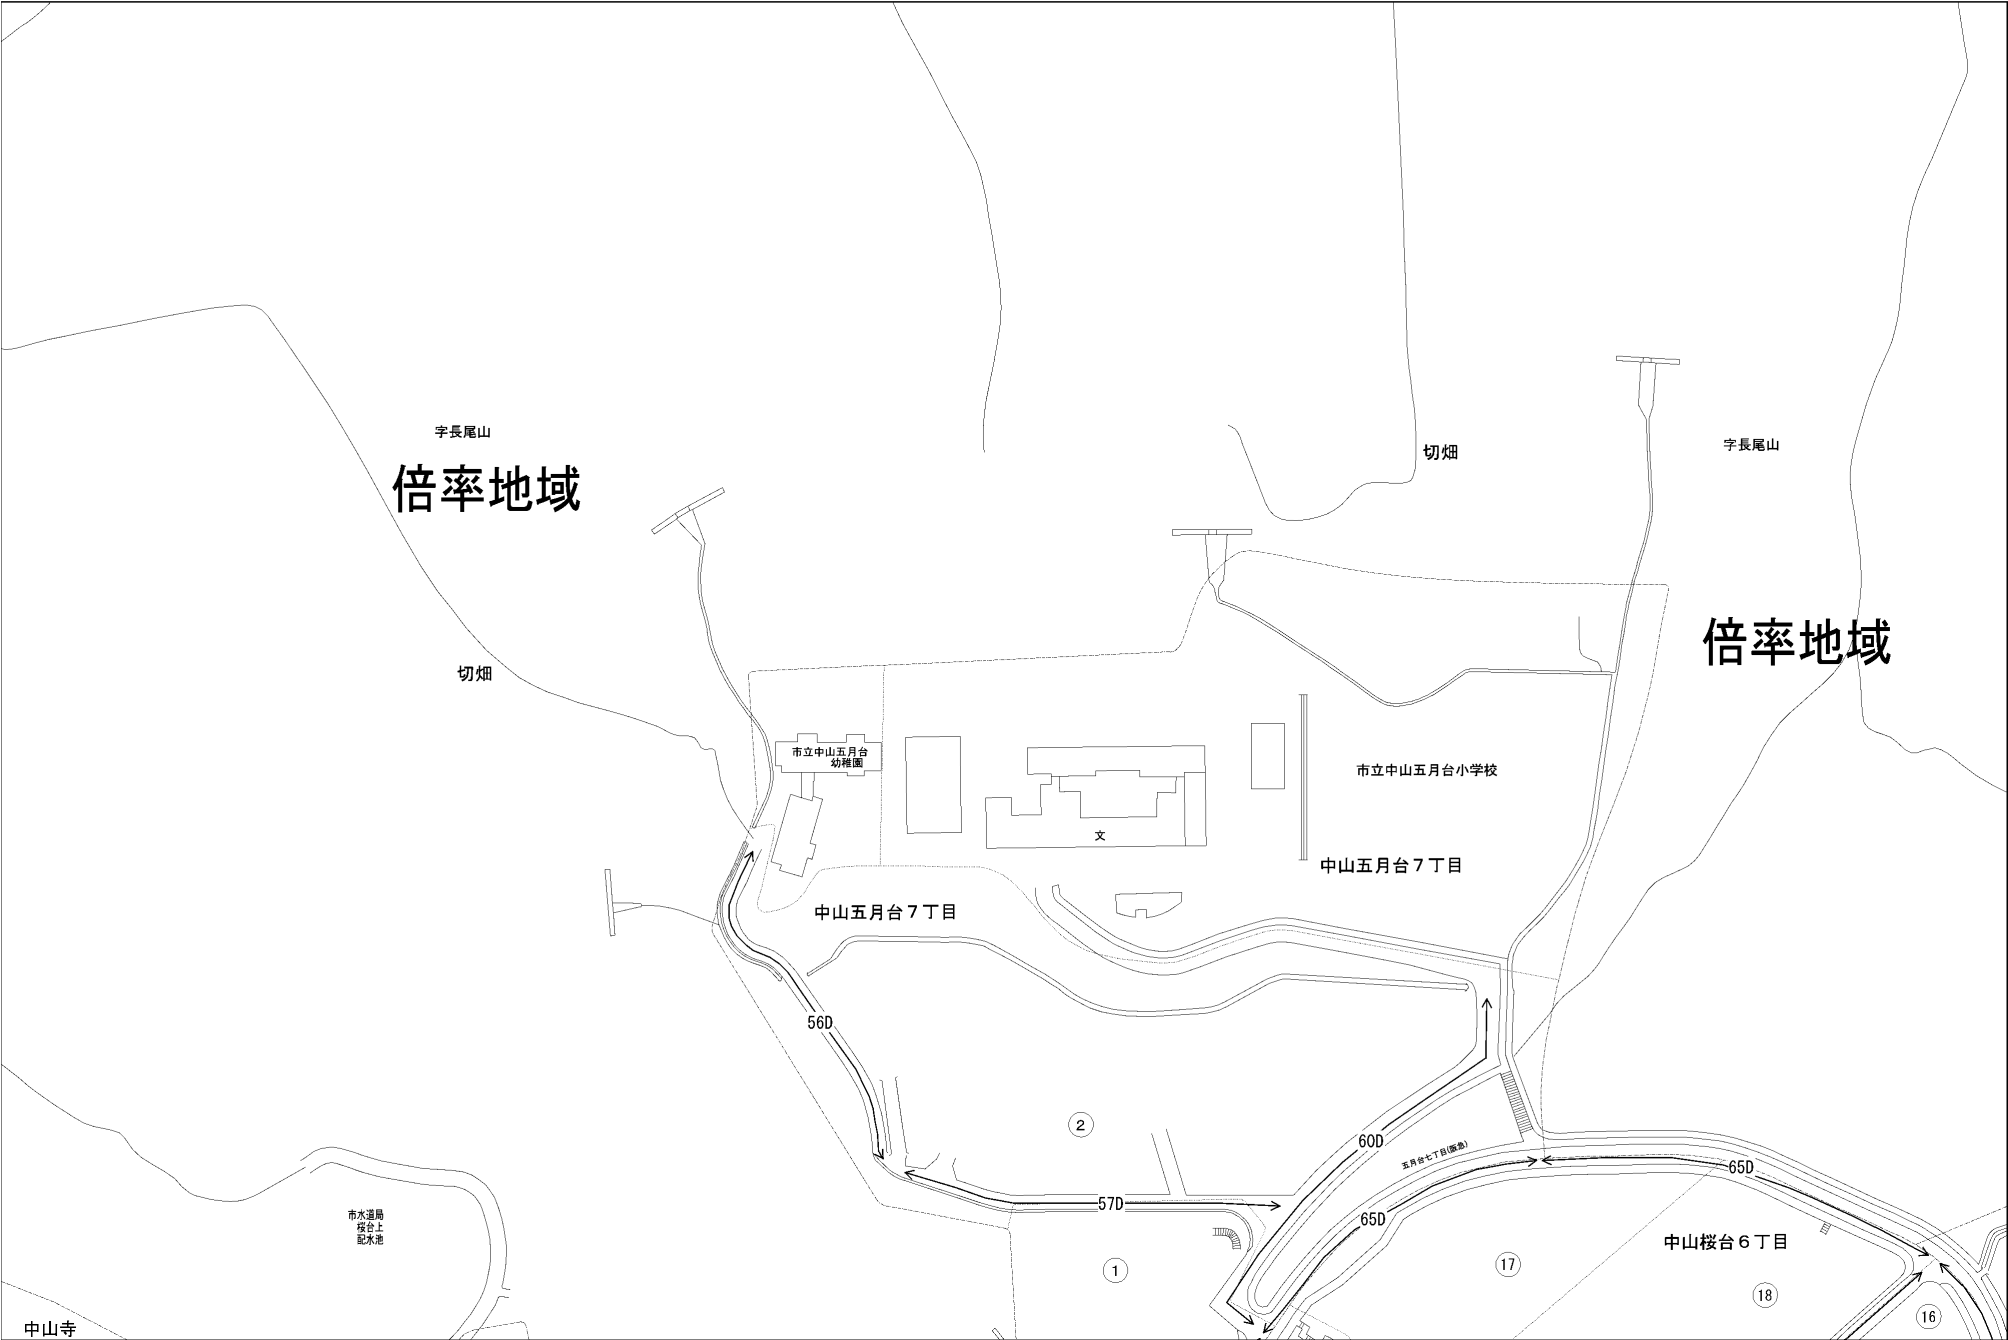 字長尾山
倍率地域
切畑
字長尾山
倍率地域
切畑
市立中山五月台
幼稚園
市立中山五月台小学校
文
中山五月台７丁目
中山五月台７丁目
56D
②
60D
五月台七丁目(阪急)
65D
57D
65D
市水道局
桜台上
配水池
中山桜台６丁目
①
⑰
⑱
⑯
中山寺